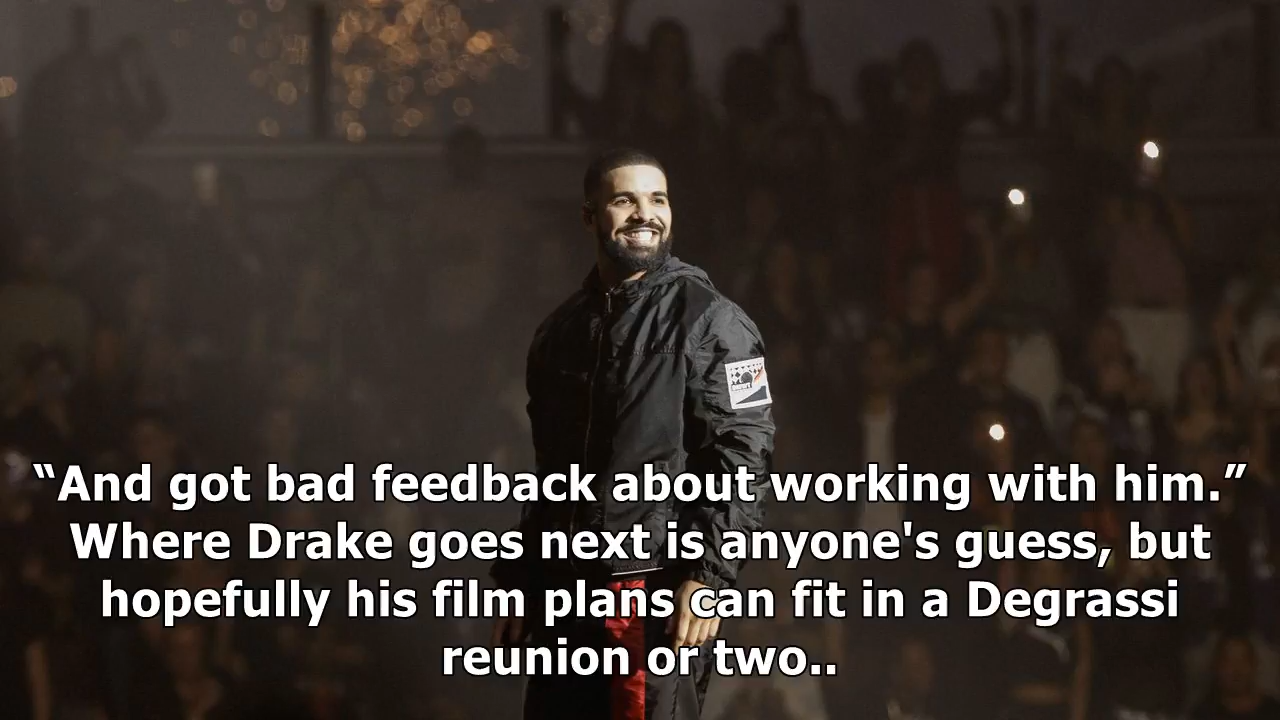 “And got bad feedback about working with him.”
Where Drake goes next is anyone's guess, but
hopefully his film plans can fit in a Degrassi
reunion or two..